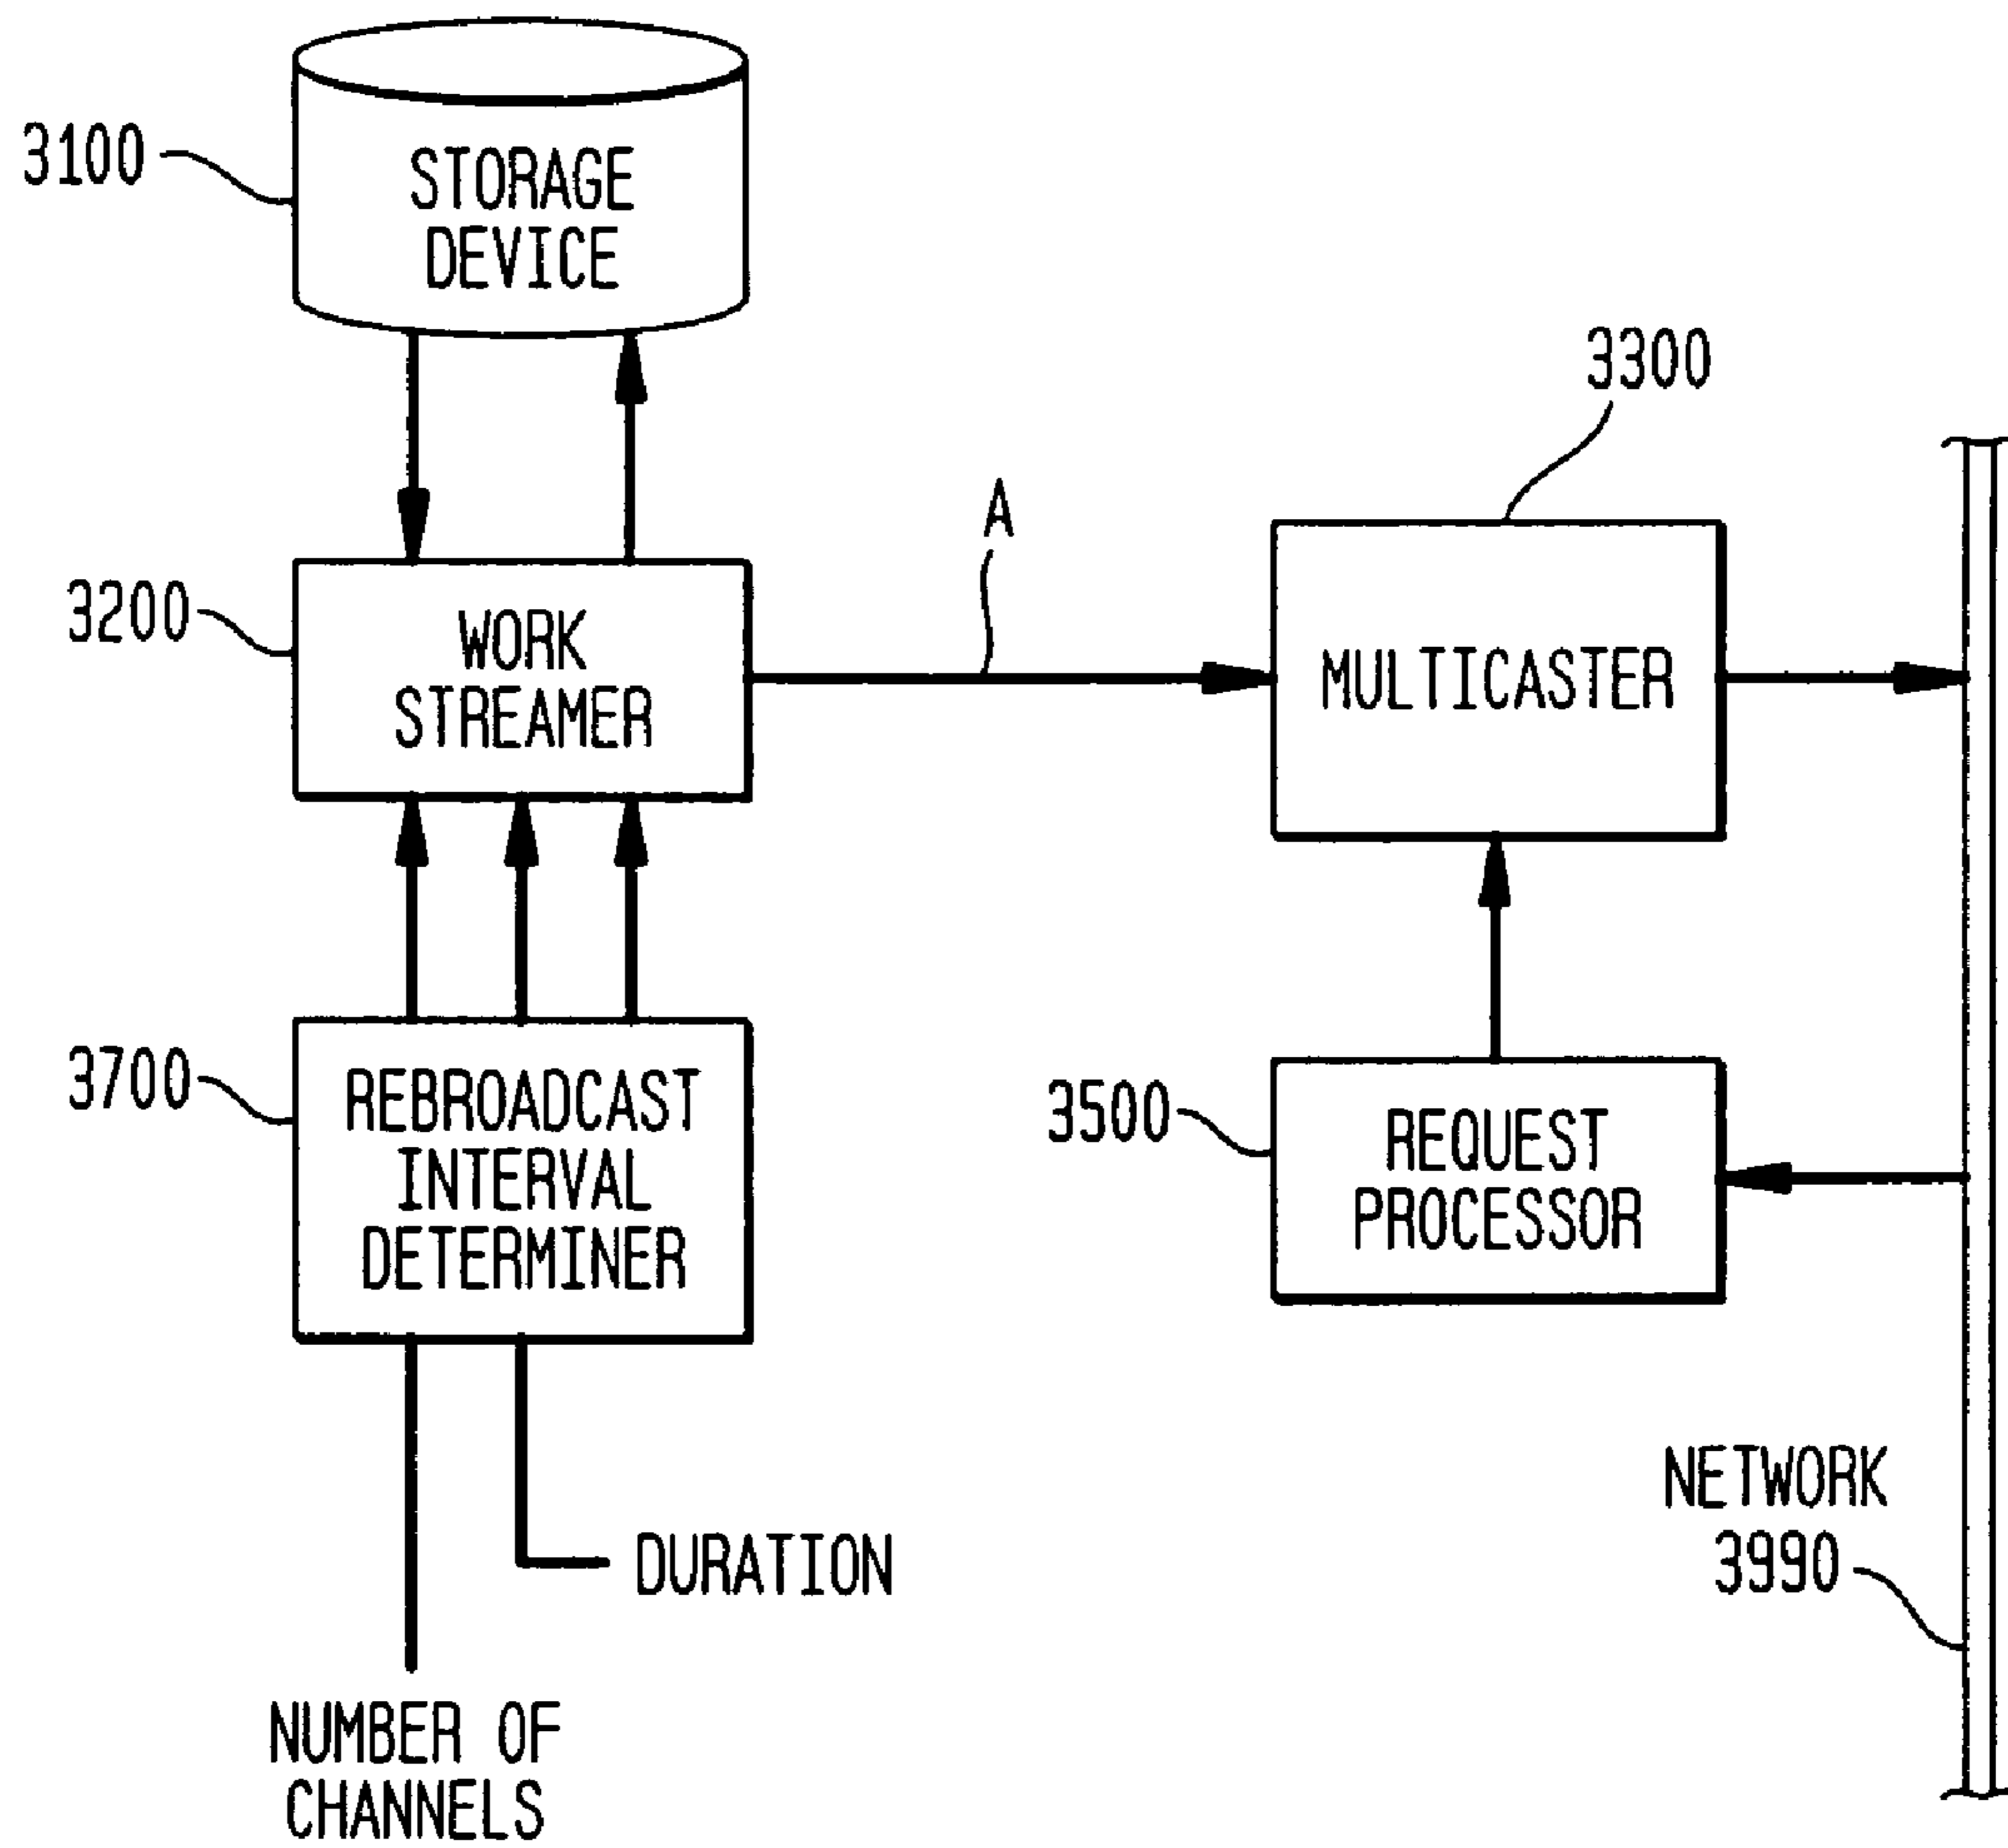 3100
STORAGE
DEVICE
3300
A
3200
WORK
STREAMER
MULTICASTER
3700
REBROADCAST
INTERVAL
DETERMINER
3500
REQUEST
PROCESSOR
NETWORK
3990
DURATION
NUMBER OF
CHANNELS